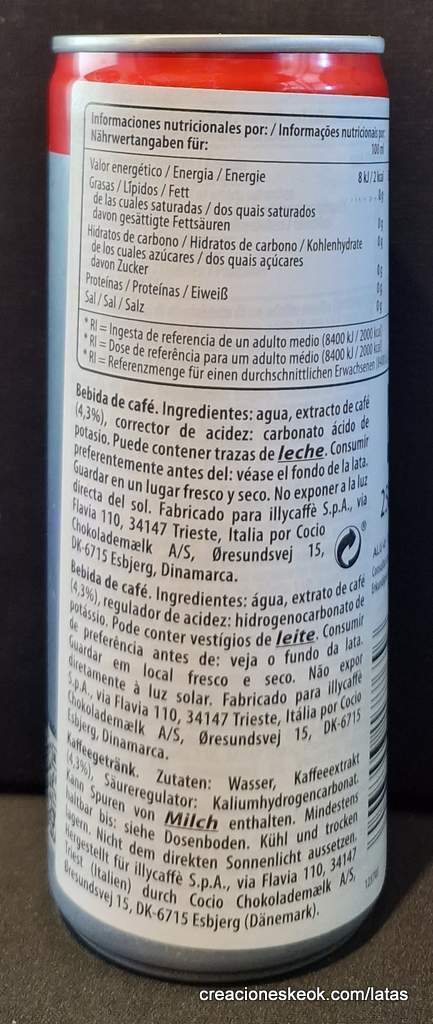 Informaciones nutricionales por: / Informações nutricionais por:
Nährwertangaben für: 100 ml
Valor energético / Energia / Energie 8 kJ / 2 kcal
Grasas / Lípidos / Fett 0g
de las cuales saturadas / dos quais saturados
davon gesättigte Fettsäuren 0g
Hidratos de carbono / Hidratos de carbono / Kohlenhydrate 0g
de los cuales azúcares / dos quais açúcares
davon Zucker 0g
Proteínas / Proteínas / Eiweiß 0g
Sal / Sal / Salz 0g
* RI = Ingesta de referencia de un adulto medio (8400 kJ / 2000 kcal)
* RI = Dose de referência para um adulto médio (8400 kJ / 2000 kcal)
* RI = Referenzmenge für einen durchschnittlichen Erwachsenen (8400
Bebida de café. Ingredientes: agua, extracto de café
(4,3%), corrector de acidez: carbonato ácido de
potasio. Puede contener trazas de leche. Consumir
preferentemente antes del: véase el fondo de la lata.
Guardar en un lugar fresco y seco. No exponer a la luz
directa del sol. Fabricado para illycaffè S.p.A., via
Flavia 110, 34147 Trieste, Italia por Cocio
Chokolademælk A/S, Øresundsvej 15,
DK-6715 Esbjerg, Dinamarca.
Bebida de café. Ingredientes: água, extrato de café
(4,3%), regulador de acidez: hidrogenocarbonato de
potássio. Pode conter vestígios de leite. Consumir
de preferência antes de: veja o fundo da lata.
Guardar em local fresco e seco. Não expor
diretamente à luz solar. Fabricado para illycaffè
S.p.A., via Flavia 110, 34147 Trieste, Itália por Cocio
Chokolademælk A/S, Øresundsvej 15, DK-6715
Esbjerg, Dinamarca.
Kaffeegetränk. Zutaten: Wasser, Kaffeeextrakt
(4,3%), Säureregulator: Kaliumhydrogencarbonat.
Kann Spuren von Milch enthalten. Mindestens
haltbar bis: siehe Dosenboden. Kühl und trocken
lagern. Nicht dem direkten Sonnenlicht aussetzen.
Hergestellt für illycaffè S.p.A., via Flavia 110, 34147
Triest (Italien) durch Cocio Chokolademælk A/S,
Øresundsvej 15, DK-6715 Esbjerg (Dänemark).
creacioneskeok.com/latas